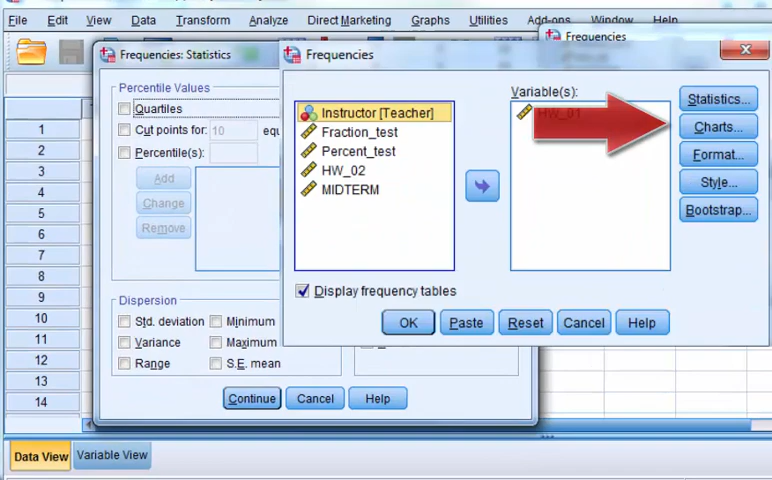 File Edit View Data Transform Analyze Direct Marketing Graphs Utilities Add-ons Window Help
Frequencies
Frequencies: Statistics
Percentile Values
Quartiles
Cut points for: 10 equ
Percentile(s):
Add
Change
Remove
Dispersion
Std. deviation Minimum
Variance Maximum
Range S.E. mean
Continue Cancel Help
Frequencies
Variable(s):
Instructor [Teacher]
Fraction_test
Percent_test
HW_02
MIDTERM
HW_01
Statistics...
Charts...
Format...
Style...
Bootstrap...
Display frequency tables
OK Paste Reset Cancel Help
1
2
3
4
5
6
7
8
9
10
11
12
13
14
Data View Variable View